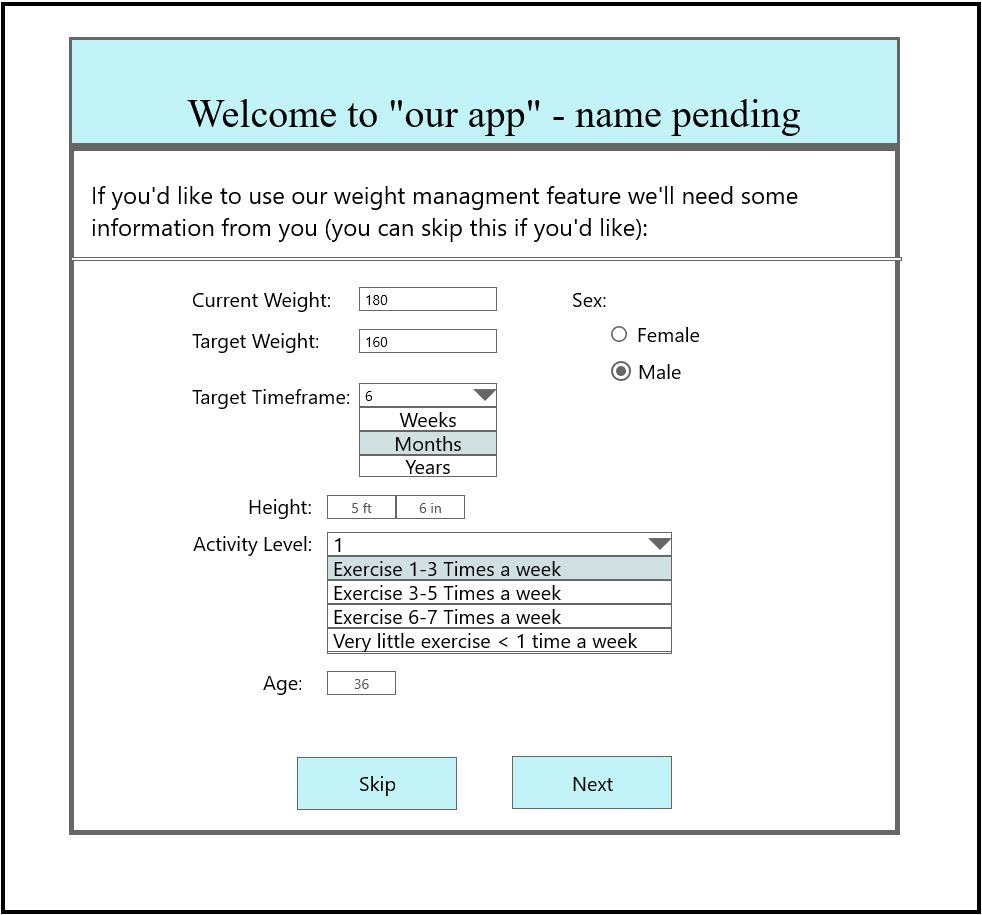 Welcome to "our app" - name pending
If you'd like to use our weight managment feature we'll need some
information from you (you can skip this if you'd like):
Current Weight: 180
Sex:
Target Weight: 160
Female
Male
Target Timeframe: 6
Weeks
Months
Years
Height: 5 ft 6 in
Activity Level: 1
Exercise 1-3 Times a week
Exercise 3-5 Times a week
Exercise 6-7 Times a week
Very little exercise < 1 time a week
Age: 36
Skip
Next